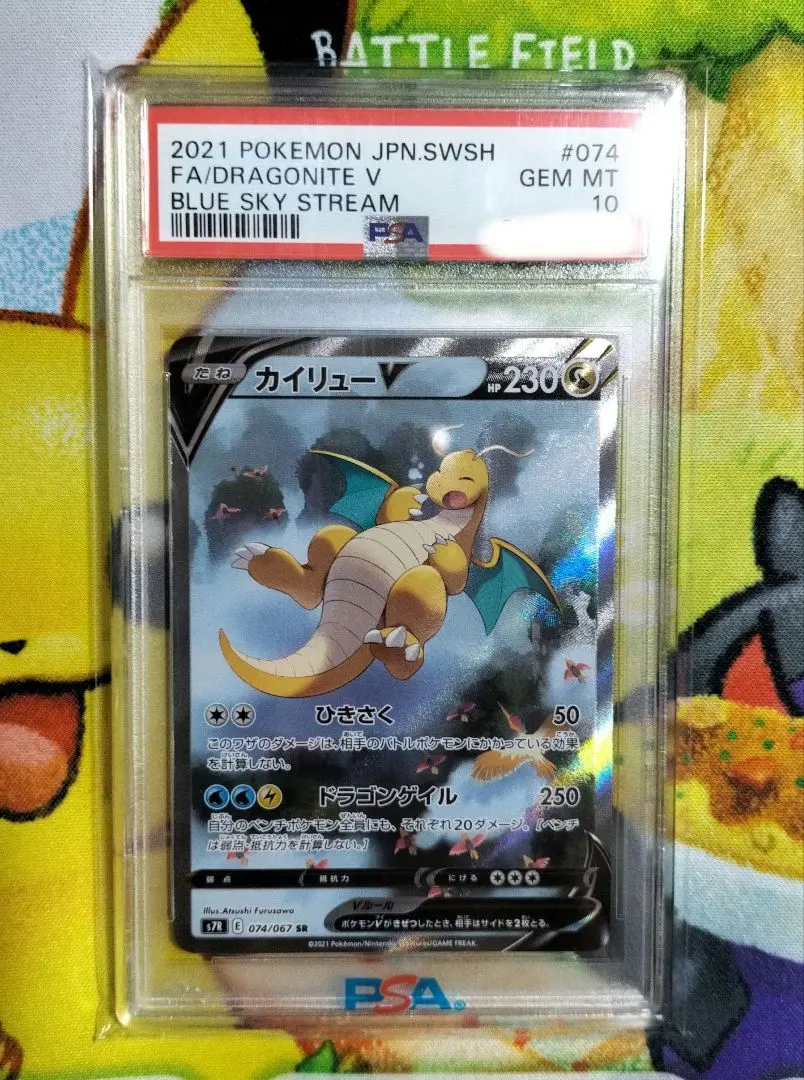 BATTLE FIELD
2021 POKEMON JPN.SWSH #074
FA/DRAGONITE V GEM MT
BLUE SKY STREAM 10
PSA
たね カイリューV HP 230
ひきさく 50
このワザのダメージは、相手のバトルポケモンにかかっている効果
を計算しない。
ドラゴンゲイル 250
自分のベンチポケモン全員にも、それぞれ20ダメージ。[ベンチ
は弱点・抵抗力を計算しない。]
弱点 抵抗力 にげる
Illus.Atsushi Furusawa
Vルール
s7R E 074/067 SR
ポケモンVがきぜつしたとき、相手はサイドを2枚とる。
©2021 Pokémon/Nintendo/Creatures/GAME FREAK.
PSA